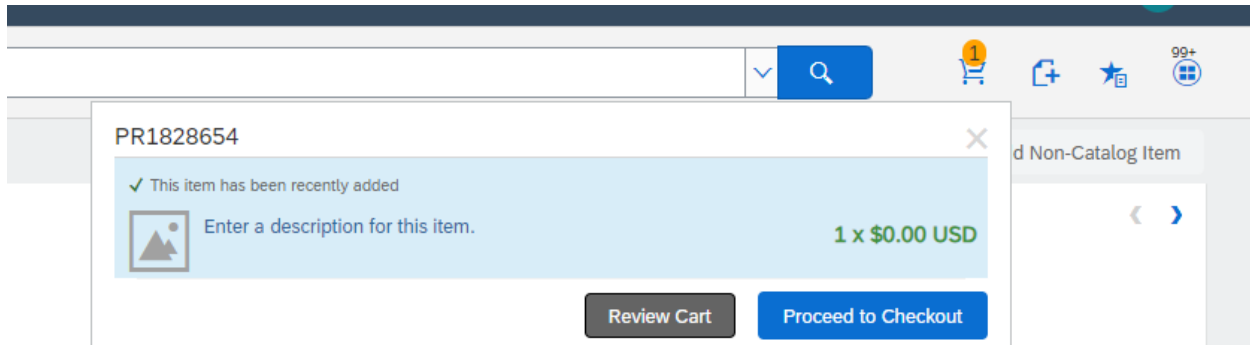 1
99+
PR1828654
d Non-Catalog Item
This item has been recently added
Enter a description for this item.
1 x $0.00 USD
Review Cart
Proceed to Checkout